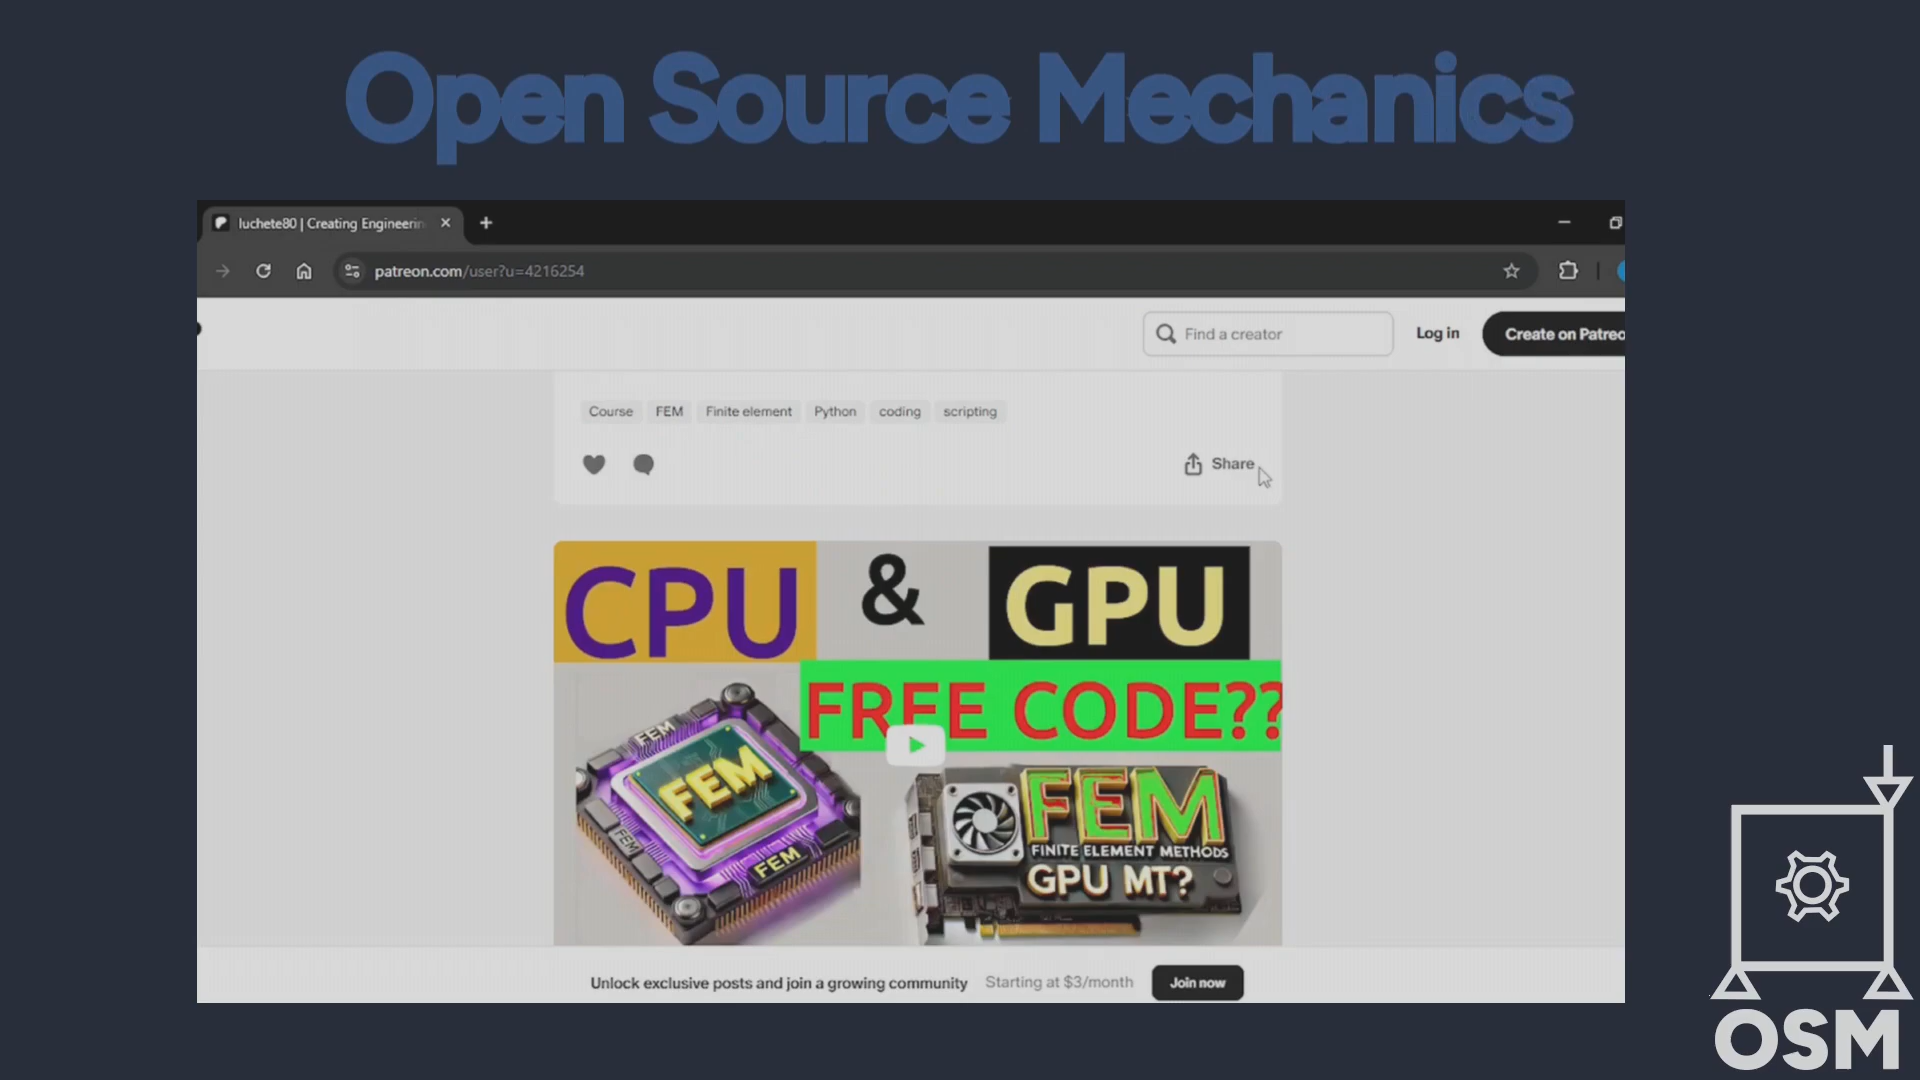 Open Source Mechanics
luchete80 | Creating Engineerin
patreon.com/user?u=4216254
Find a creator
Log in
Create on Patreo
Course FEM Finite element Python coding scripting
Share
CPU & GPU
FREE CODE??
FEM
FEM
FEM
FEM
FEM
FINITE ELEMENT METHODS
GPU MT?
Unlock exclusive posts and join a growing community Starting at $3/month Join now
OSM